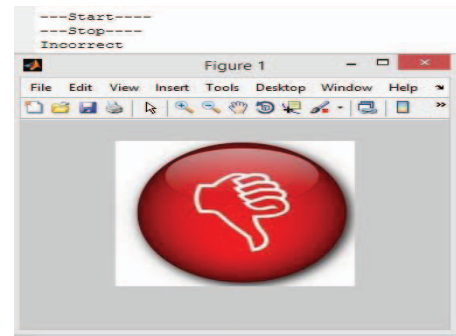 ---Start----
---Stop----
Incorrect
Figure 1
File Edit View Insert Tools Desktop Window Help